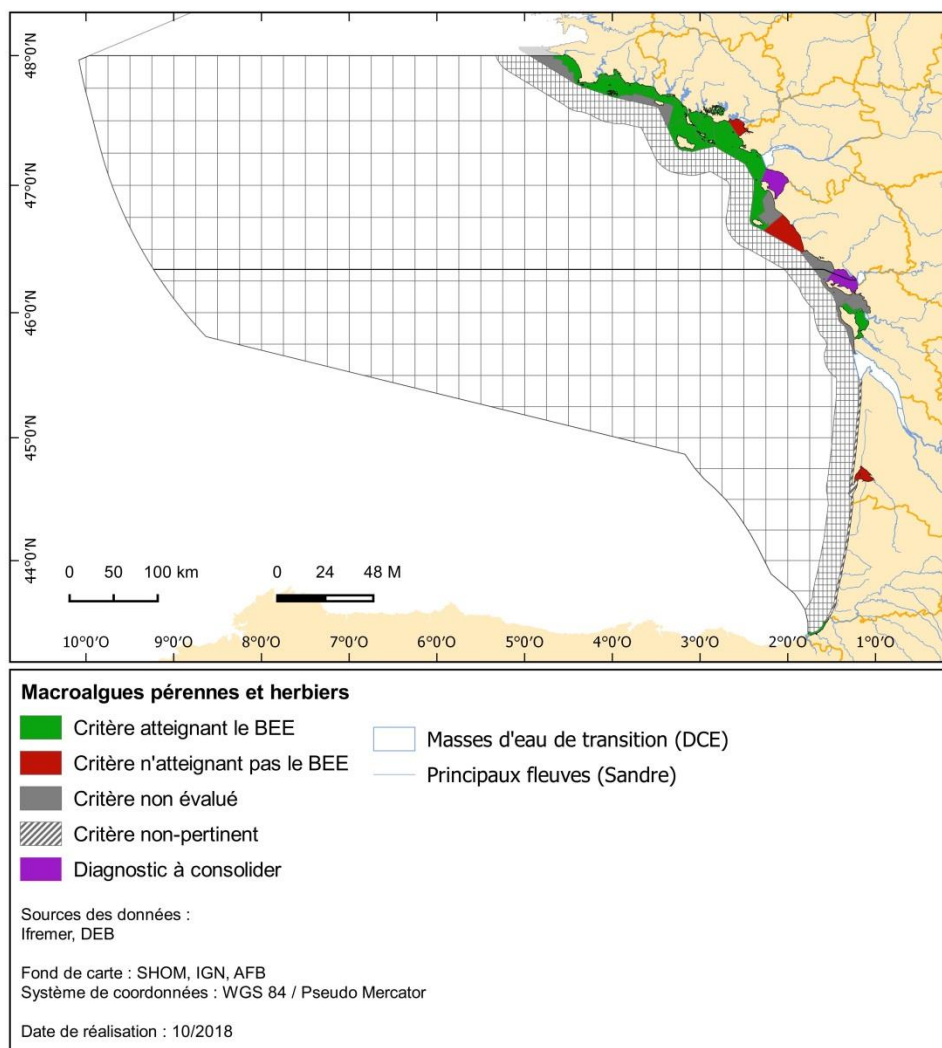 48°0'N
47°0'N
46°0'N
45°0'N
44°0'N
0 50 100 km
0 24 48 M
10°0'O 9°0'O 8°0'O 7°0'O 6°0'O 5°0'O 4°0'O 3°0'O 2°0'O 1°0'O
Macroalgues pérennes et herbiers
Critère atteignant le BEE
Critère n'atteignant pas le BEE
Critère non évalué
Critère non-pertinent
Diagnostic à consolider
Masses d'eau de transition (DCE)
Principaux fleuves (Sandre)
Sources des données :
Ifremer, DEB
Fond de carte : SHOM, IGN, AFB
Système de coordonnées : WGS 84 / Pseudo Mercator
Date de réalisation : 10/2018